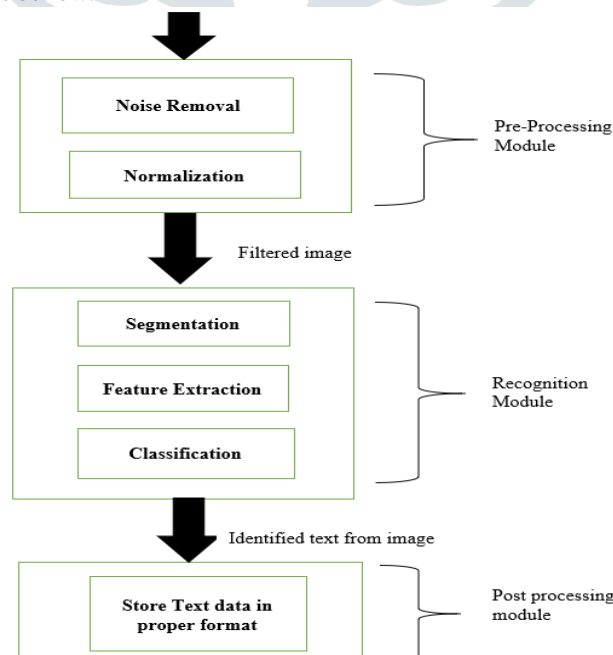 Noise Removal
Pre-Processing
Module
Normalization
Filtered image
Segmentation
Feature Extraction
Recognition
Module
Classification
Identified text from image
Store Text data in
proper format
Post processing
module